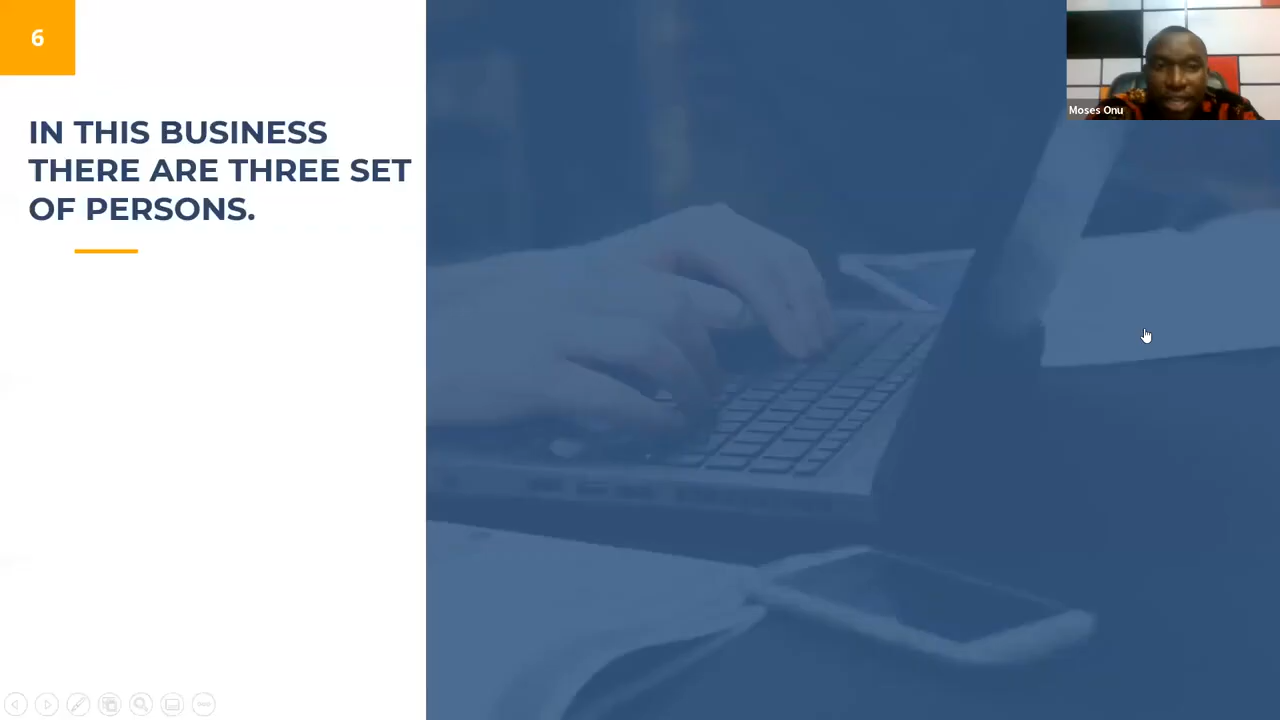 6
IN THIS BUSINESS
THERE ARE THREE SET
OF PERSONS.
Moses Onu